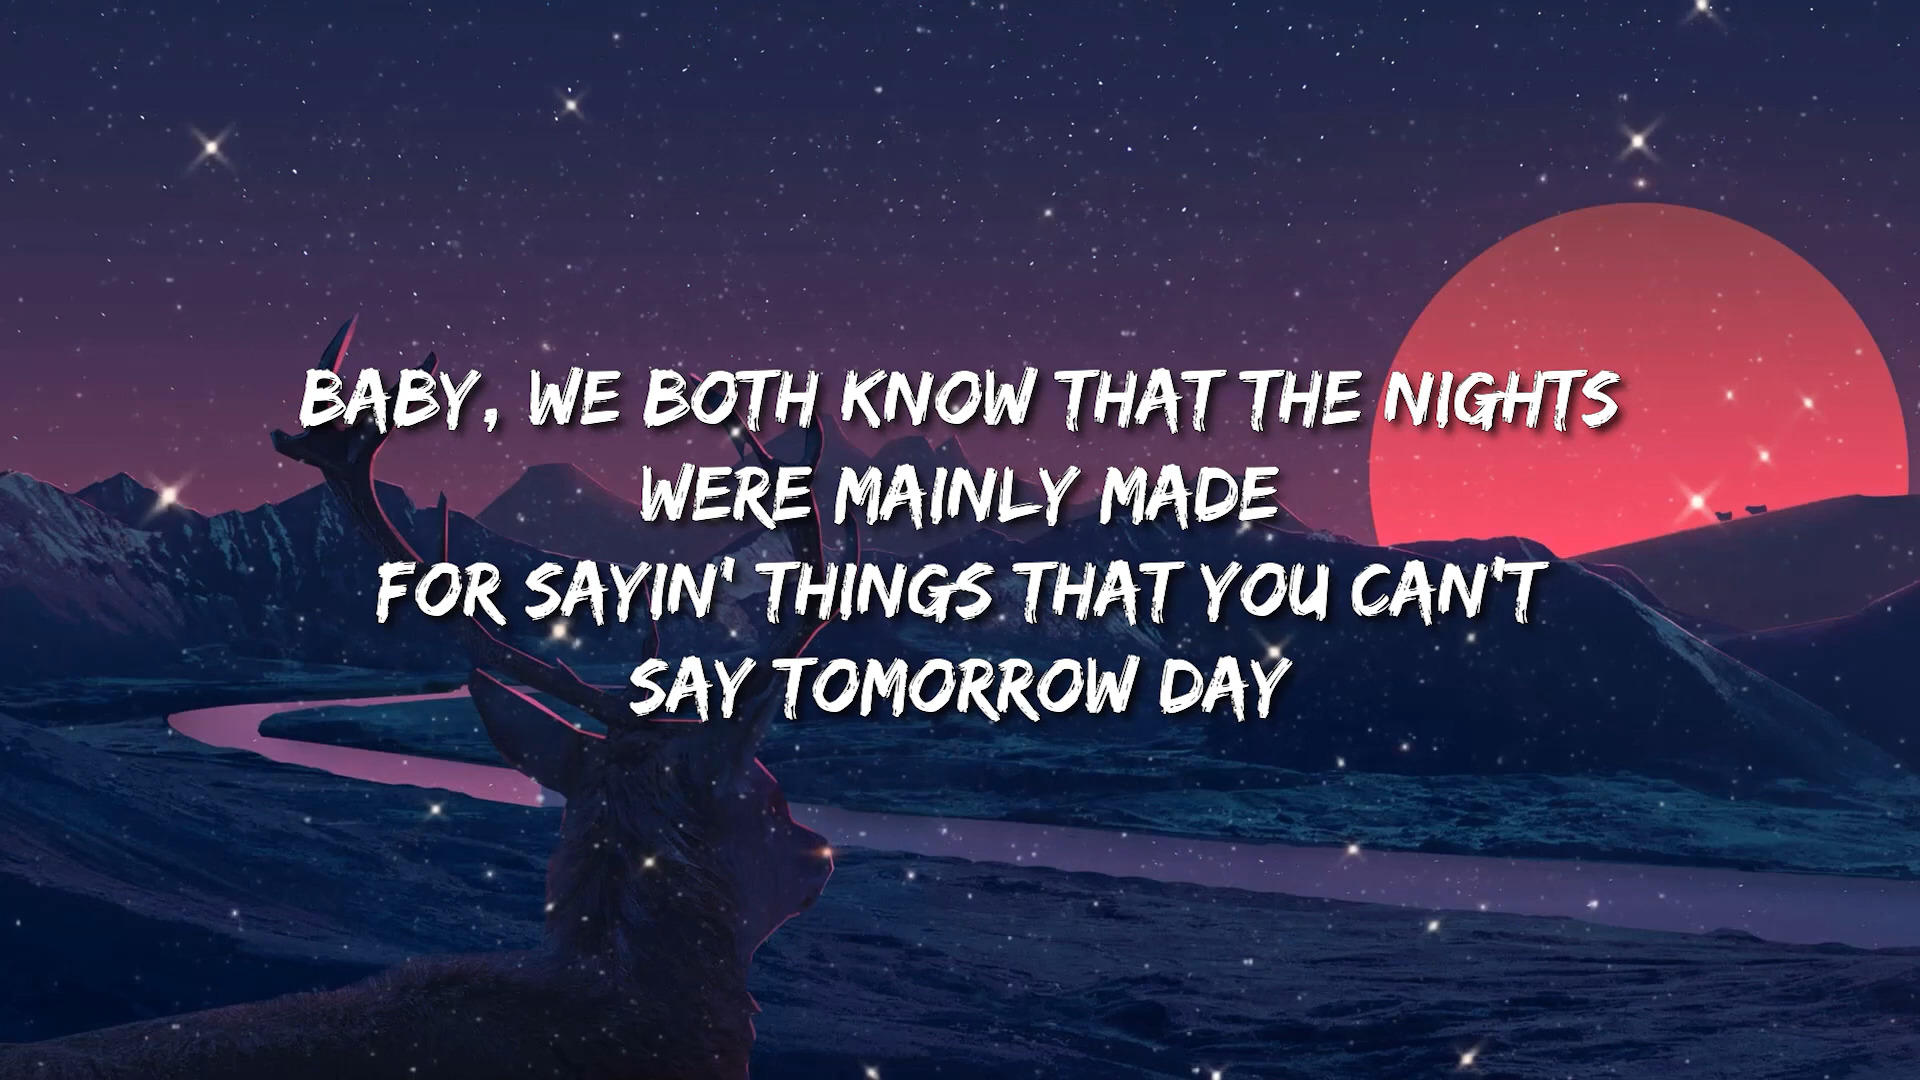 BABY, WE BOTH KNOW THAT THE NIGHTS
WERE MAINLY MADE
FOR SAYIN' THINGS THAT YOU CAN'T
SAY TOMORROW DAY